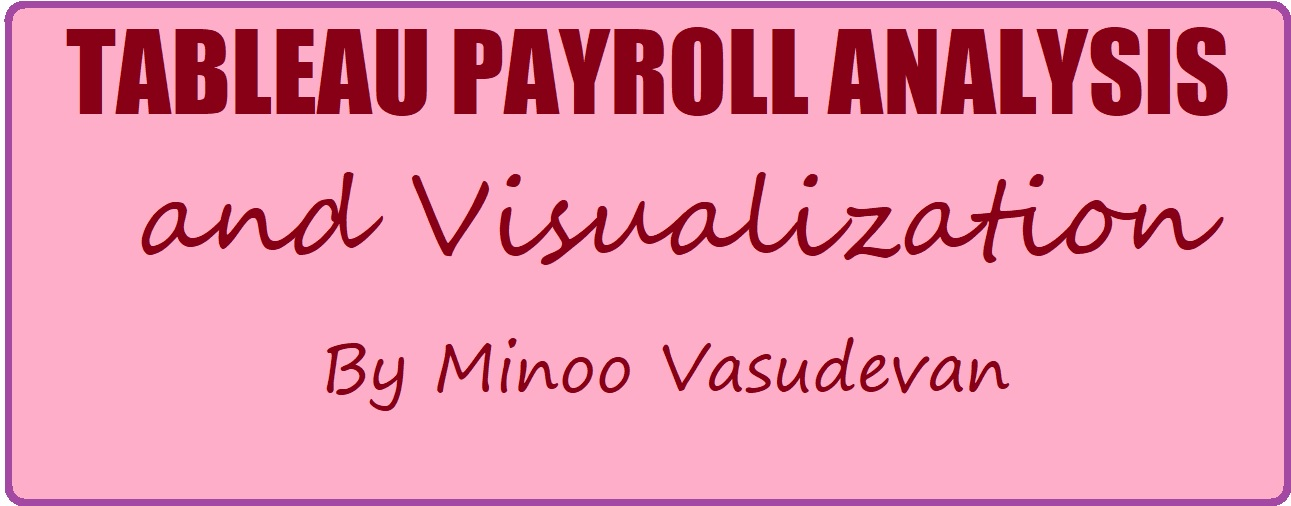 TABLEAU PAYROLL ANALYSIS
and Visualization
By Minoo Vasudevan